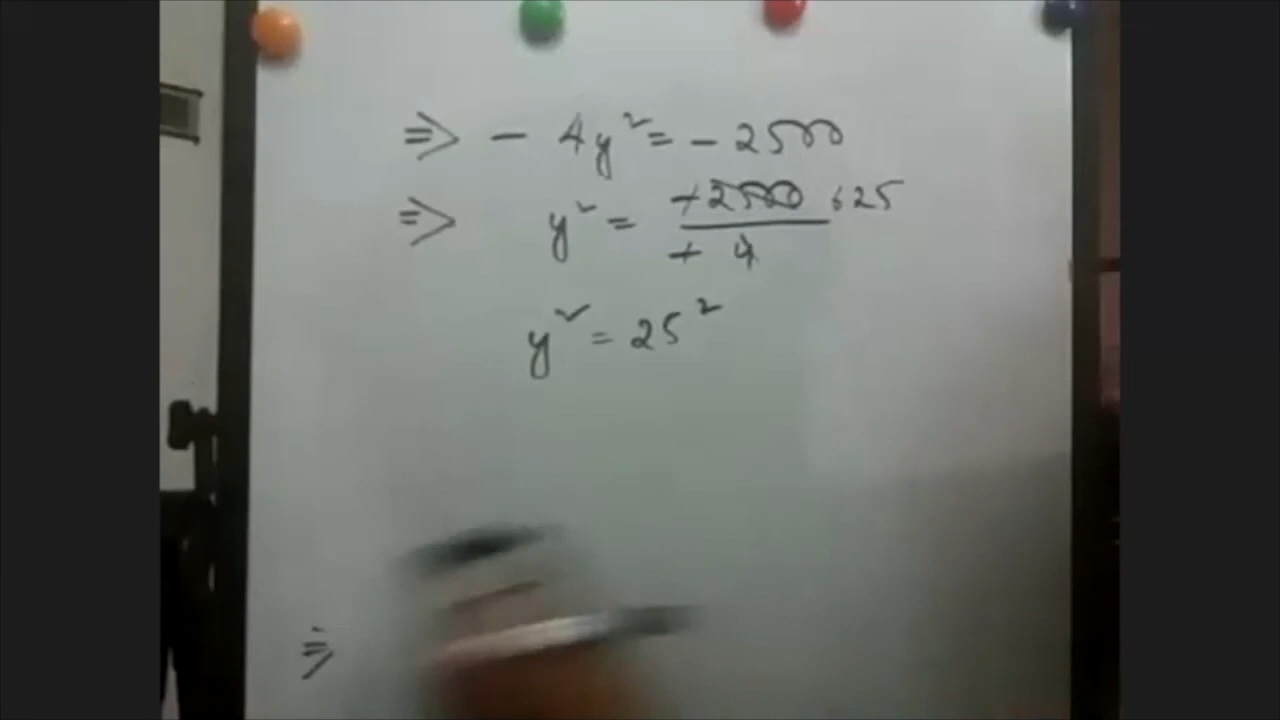 ⇒ - 4y² = - 2500
⇒ y² = +2500 625
+ 4
y² = 25²
⇒